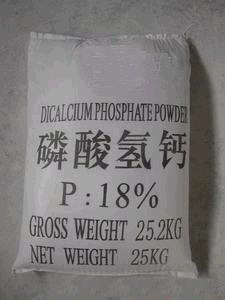 DICALCIUM PHOSPHATE POWDER
磷酸氢钙
P:18%
GROSS WEIGHT 25.2KG
NET WEIGHT 25KG